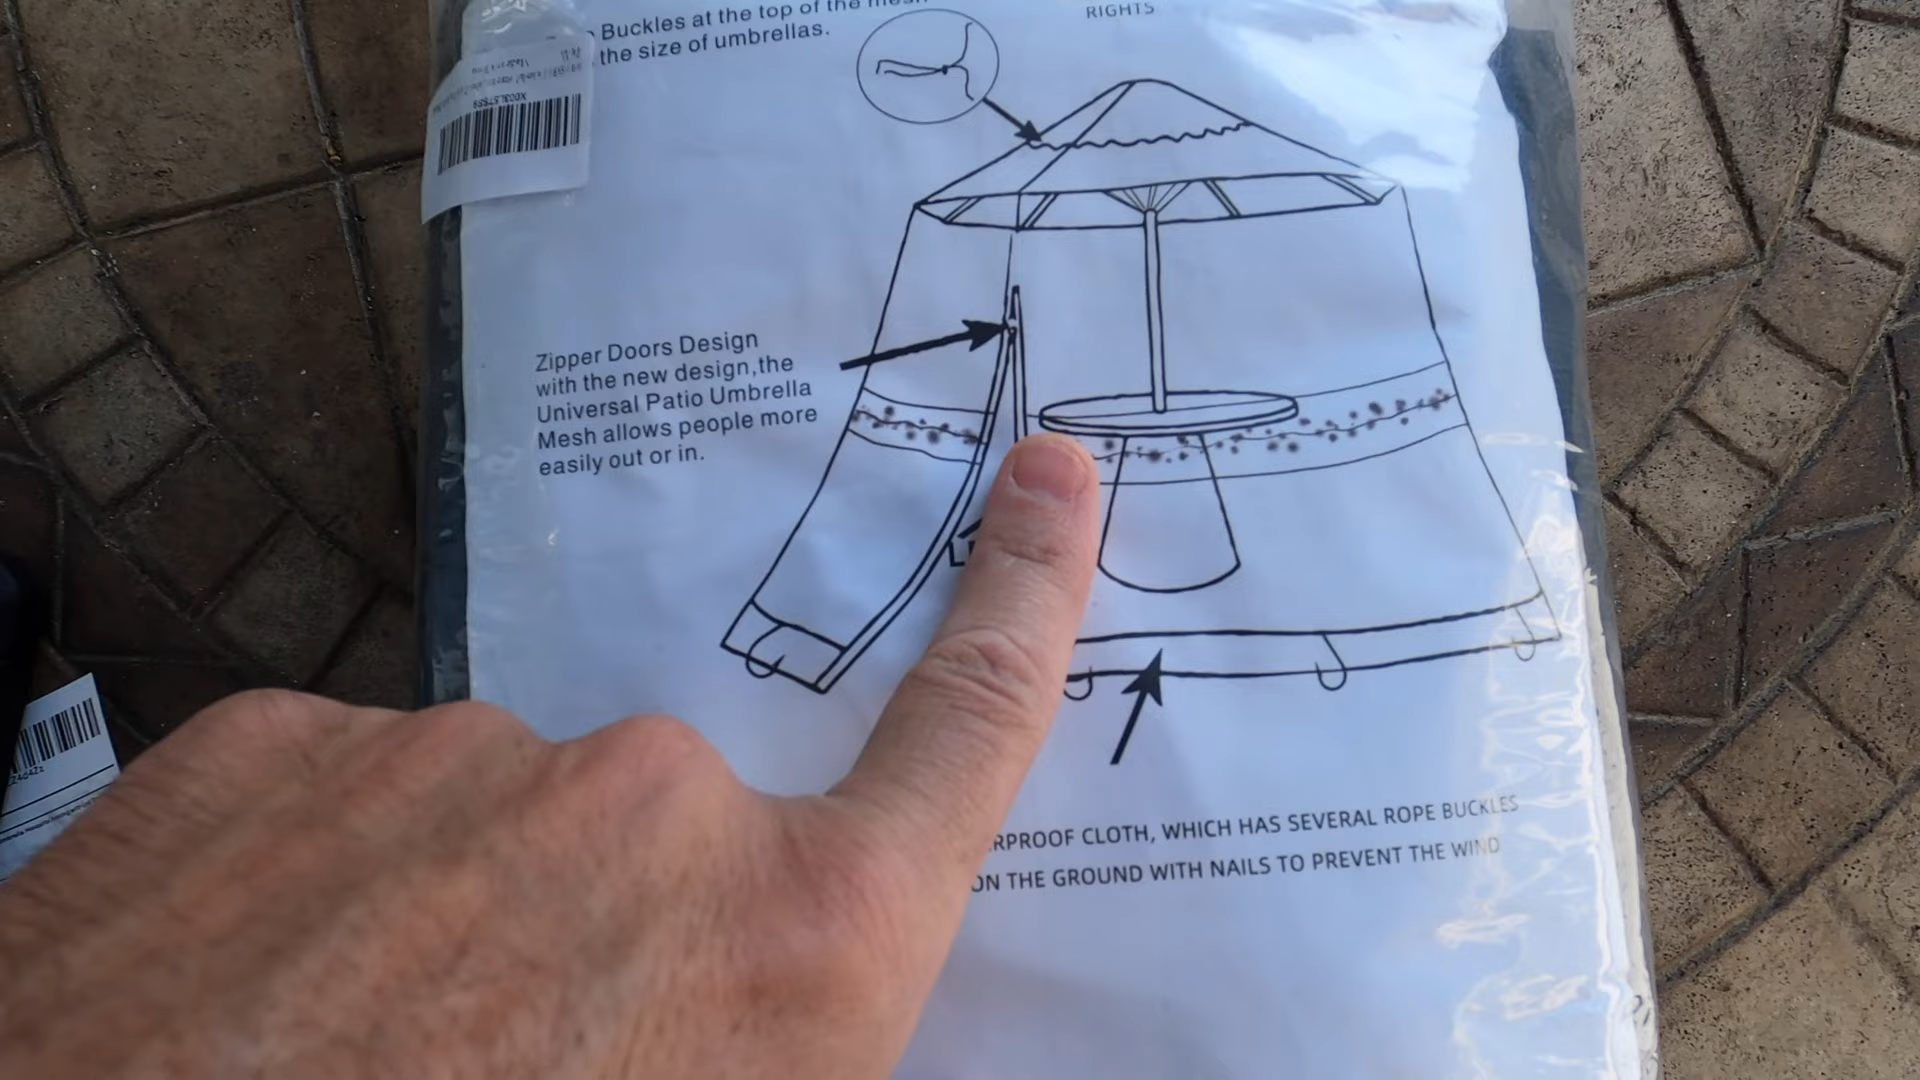 Buckles at the top of the mesh
the size of umbrellas.
RIGHTS
X003L57SS9
Zipper Doors Design
with the new design,the
Universal Patio Umbrella
Mesh allows people more
easily out or in.
CLOTH, WHICH HAS SEVERAL ROPE BUCKLES
ON THE GROUND WITH NAILS TO PREVENT THE WIND